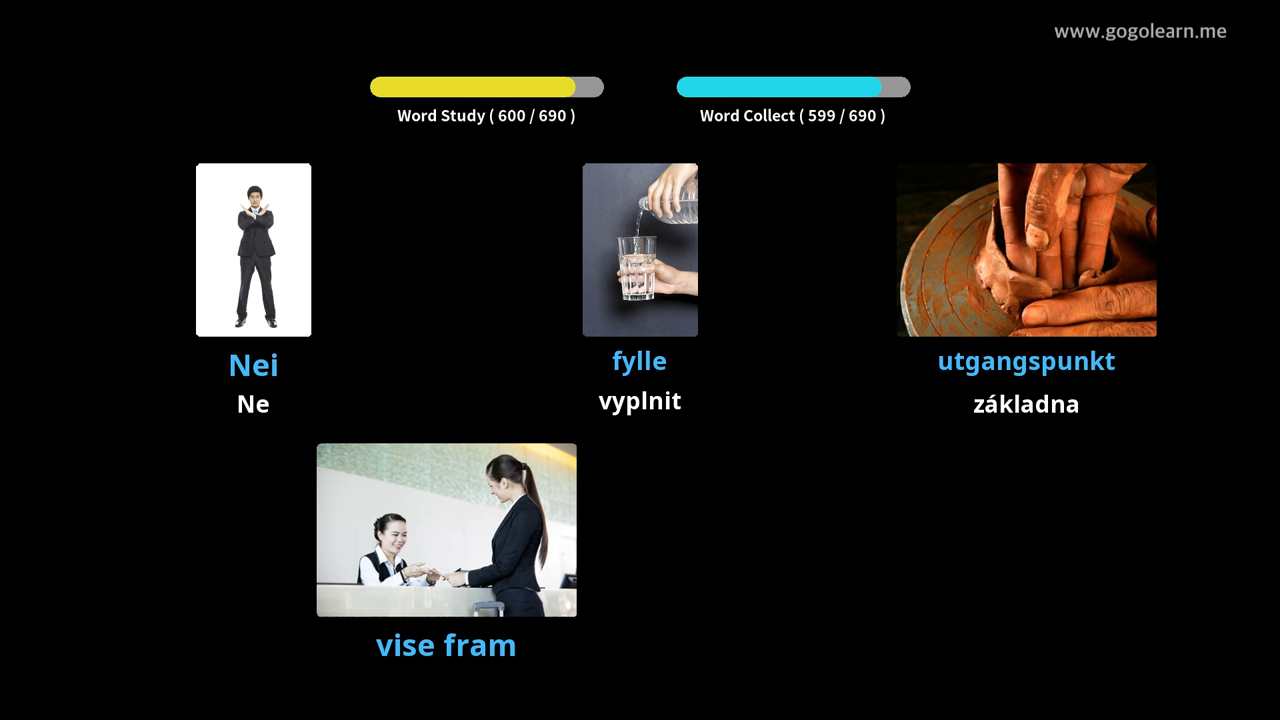 www.gogolearn.me
Word Study ( 600 / 690 )
Word Collect ( 599 / 690 )
Nei
Ne
fylle
vyplnit
utgangspunkt
základna
vise fram